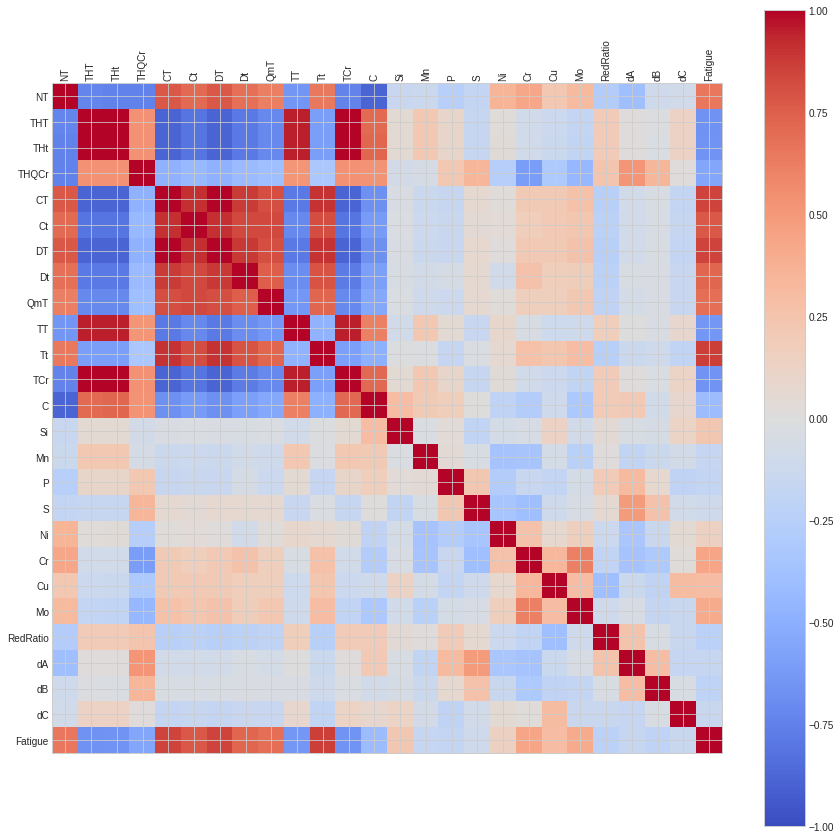 NT THT THt THQCr CT Ct DT Dt QmT TT Tt TCr C Si Mn P S Ni Cr Cu Mo RedRatio dA dB dC Fatigue
NT
THT
THt
THQCr
CT
Ct
DT
Dt
QmT
TT
Tt
TCr
C
Si
Mn
P
S
Ni
Cr
Cu
Mo
RedRatio
dA
dB
dC
Fatigue
1.00
0.75
0.50
0.25
0.00
−0.25
−0.50
−0.75
−1.00